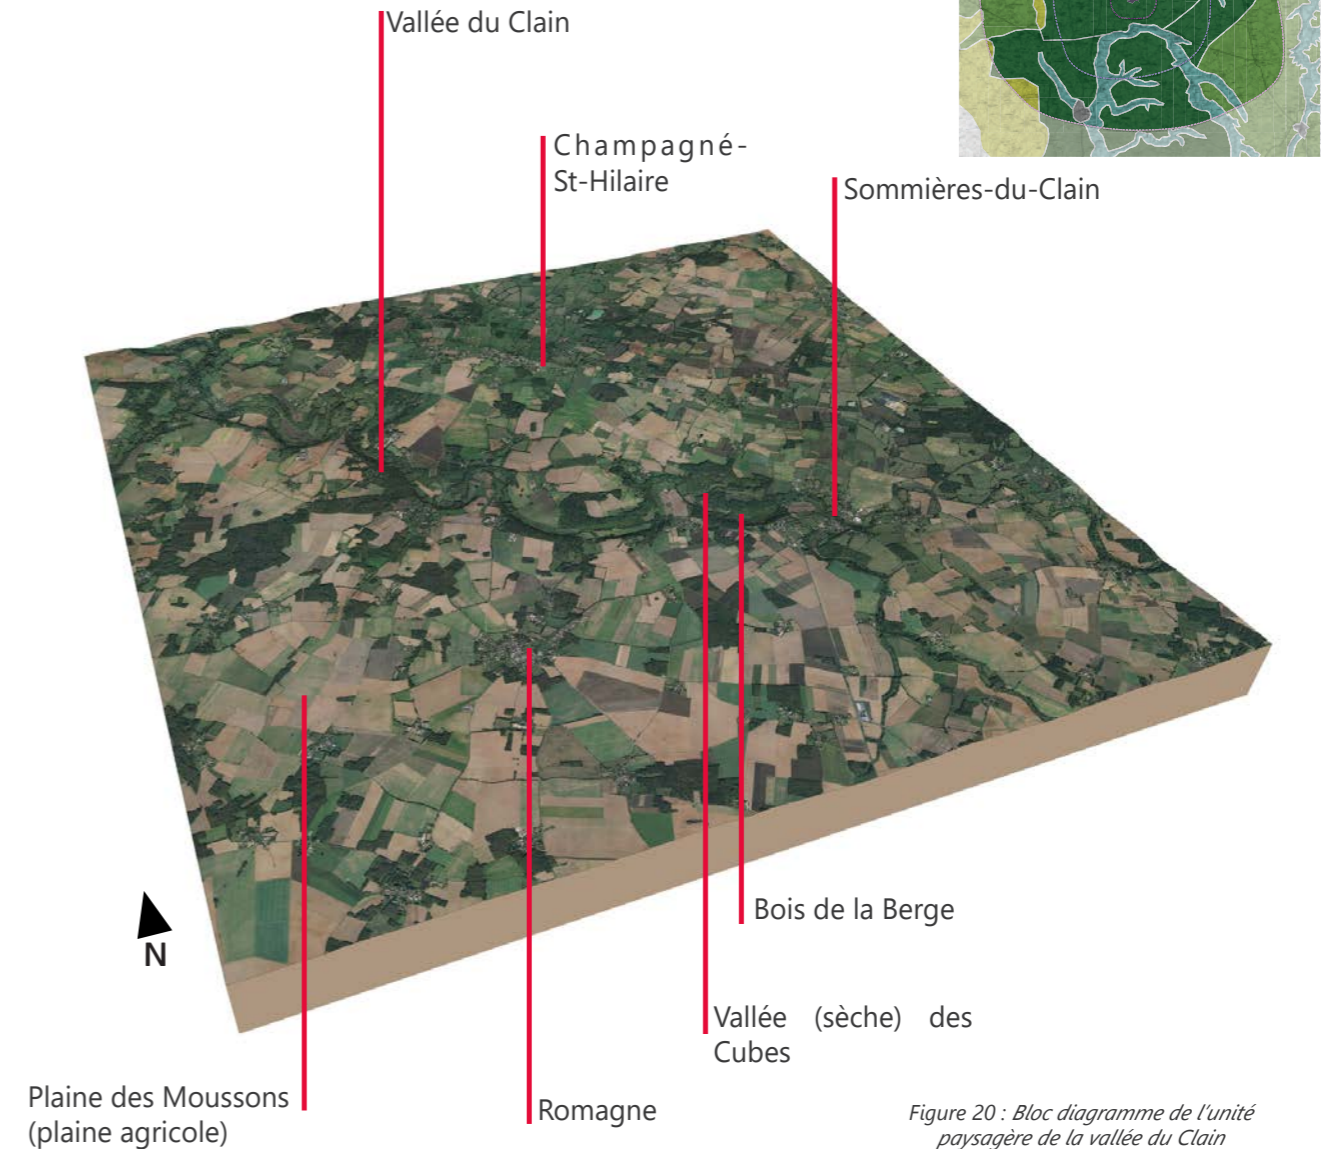 Vallée du Clain
Champagné-
St-Hilaire
Sommières-du-Clain
N
Bois de la Berge
Vallée (sèche) des
Cubes
Plaine des Moussons
(plaine agricole)
Romagne
Figure 20 : Bloc diagramme de l'unité
paysagère de la vallée du Clain